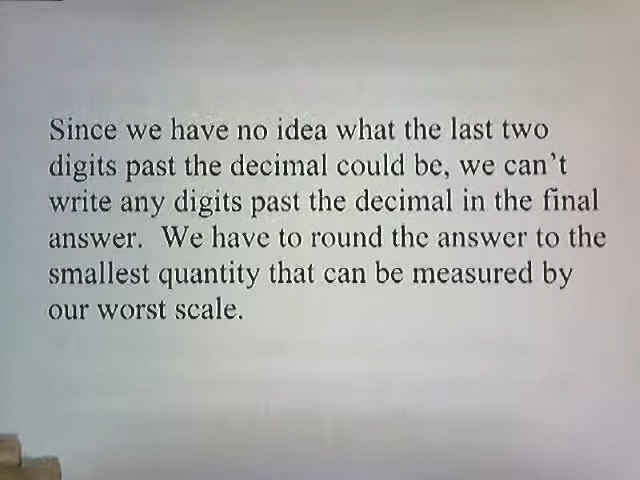 Since we have no idea what the last two
digits past the decimal could be, we can't
write any digits past the decimal in the final
answer.  We have to round the answer to the
smallest quantity that can be measured by
our worst scale.